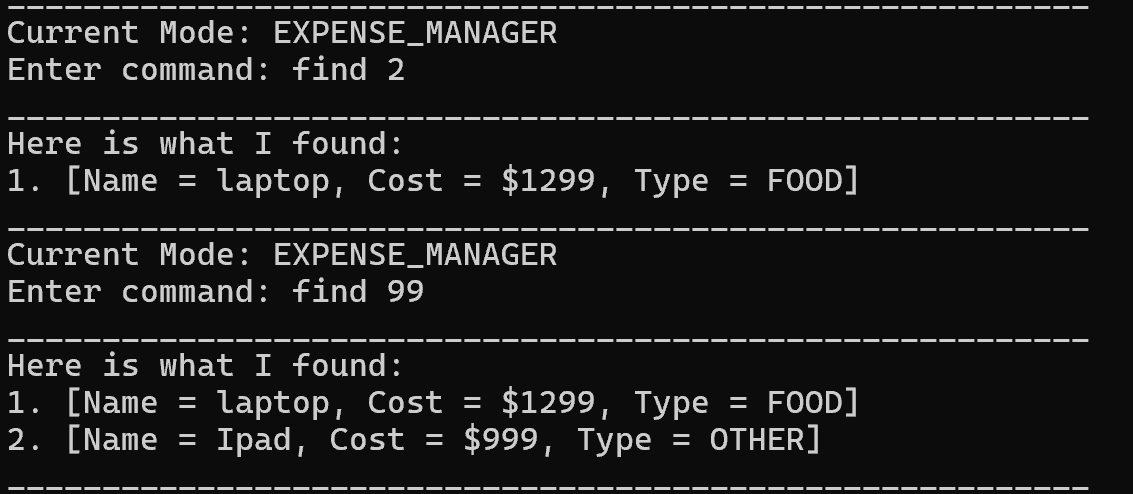 Current Mode: EXPENSE_MANAGER
Enter command: find 2
____________________________________________________________
Here is what I found:
1. [Name = laptop, Cost = $1299, Type = FOOD]
____________________________________________________________
Current Mode: EXPENSE_MANAGER
Enter command: find 99
____________________________________________________________
Here is what I found:
1. [Name = laptop, Cost = $1299, Type = FOOD]
2. [Name = Ipad, Cost = $999, Type = OTHER]
____________________________________________________________